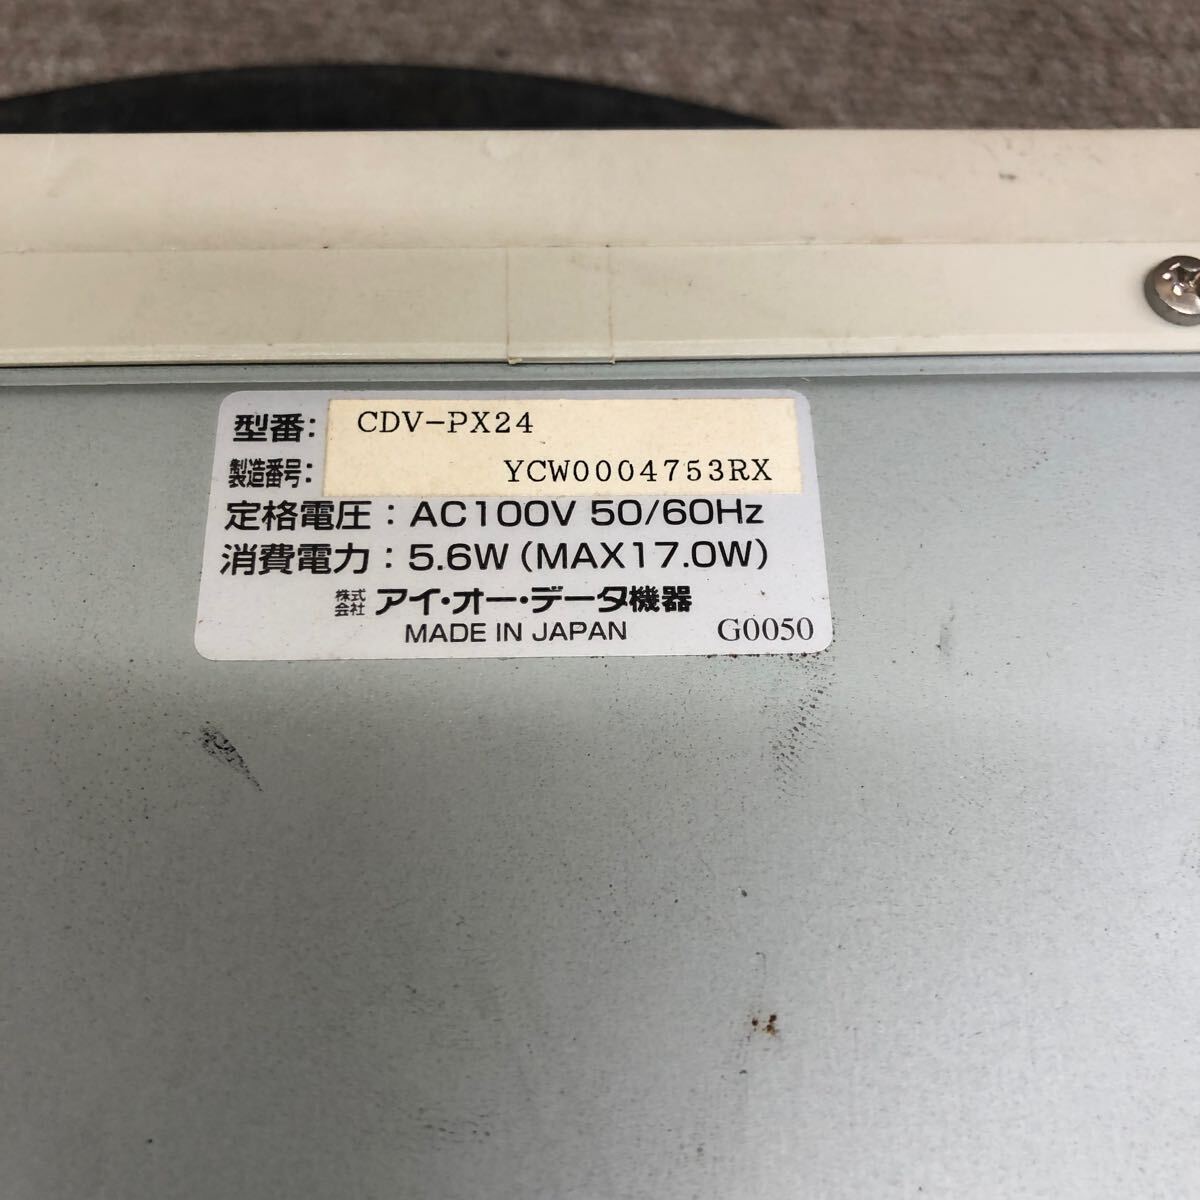 型番: CDV-PX24
製造番号: YCW0004753RX
定格電圧：AC100V 50/60Hz
消費電力：5.6W(MAX17.0W)
株式会社 アイ・オー・データ機器
MADE IN JAPAN G0050